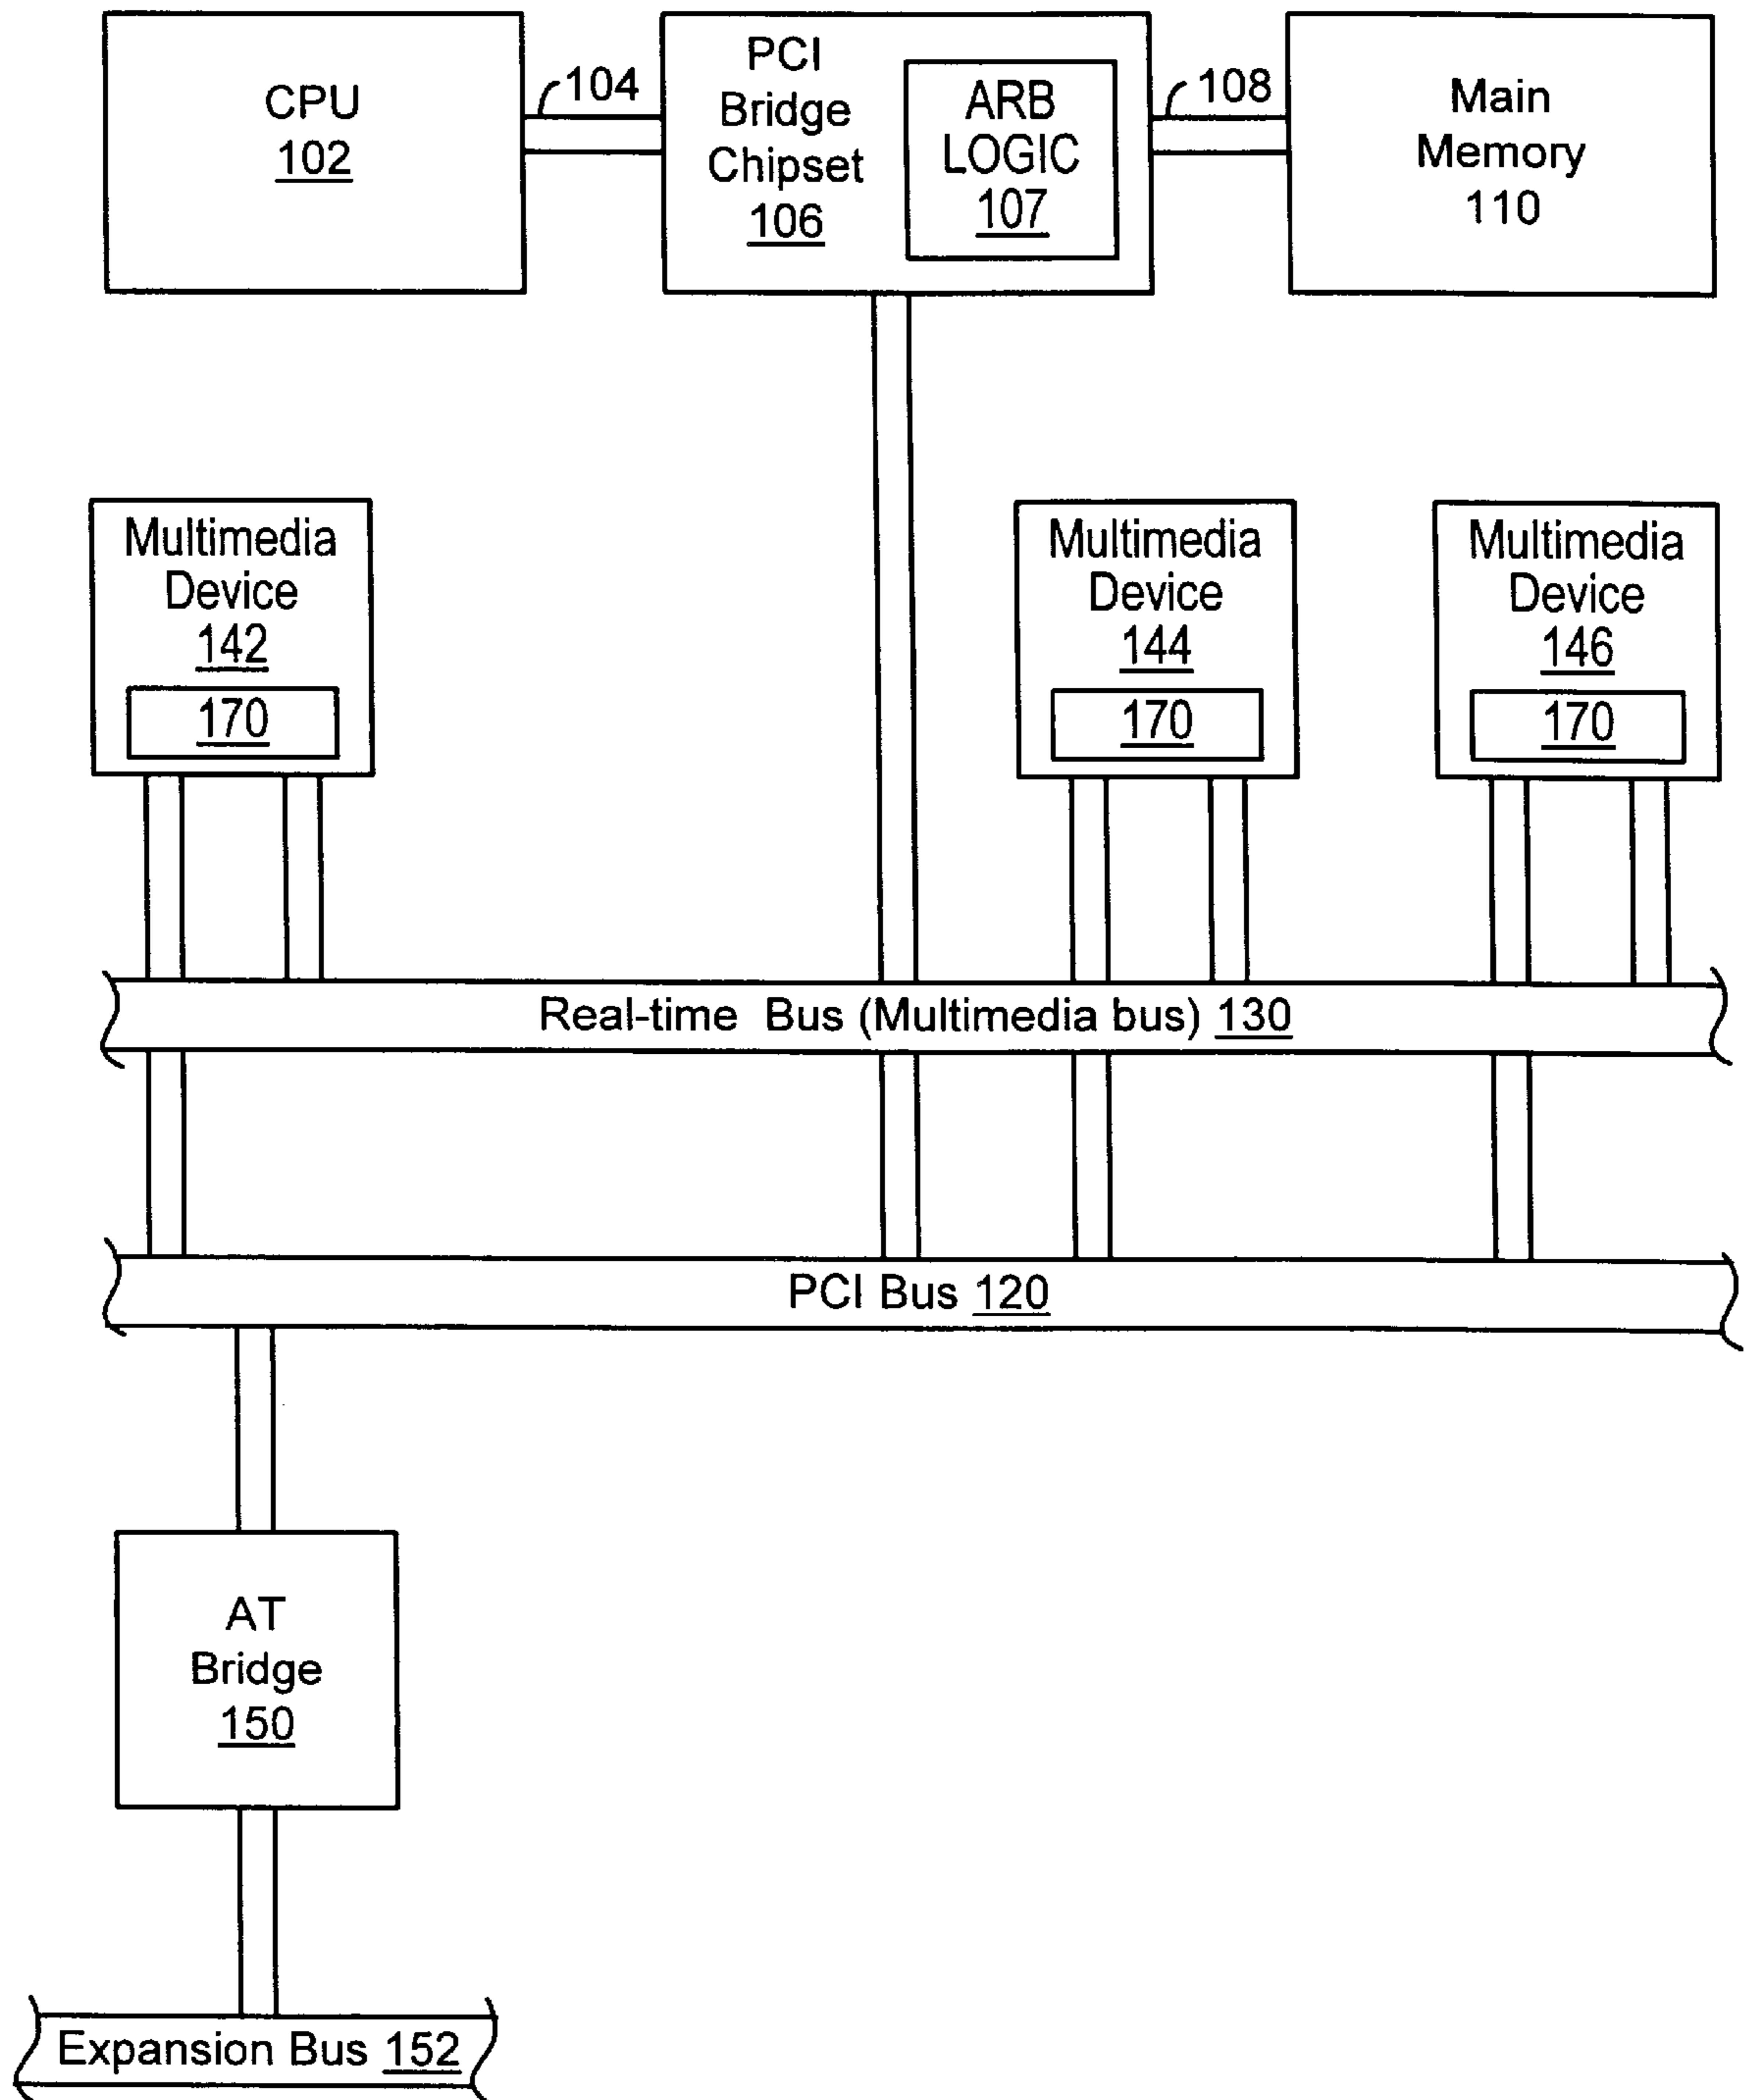 CPU
102
104
PCI
Bridge
Chipset
106
ARB
LOGIC
107
108
Main
Memory
110
Multimedia
Device
142
170
Multimedia
Device
144
170
Multimedia
Device
146
170
Real-time Bus (Multimedia bus) 130
PCI Bus 120
AT
Bridge
150
Expansion Bus 152